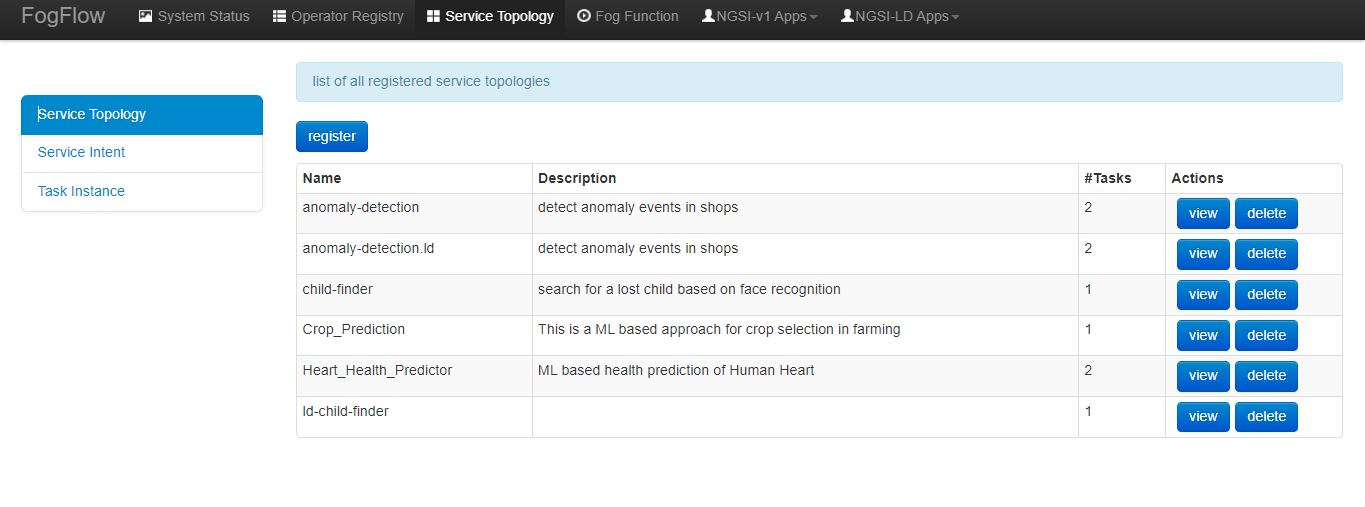 FogFlow System Status Operator Registry Service Topology Fog Function NGSI-v1 Apps NGSI-LD Apps
list of all registered service topologies
Service Topology
Service Intent
Task Instance
register
Name Description #Tasks Actions
anomaly-detection detect anomaly events in shops 2 view delete
anomaly-detection.ld detect anomaly events in shops 2 view delete
child-finder search for a lost child based on face recognition 1 view delete
Crop_Prediction This is a ML based approach for crop selection in farming 1 view delete
Heart_Health_Predictor ML based health prediction of Human Heart 2 view delete
ld-child-finder 1 view delete